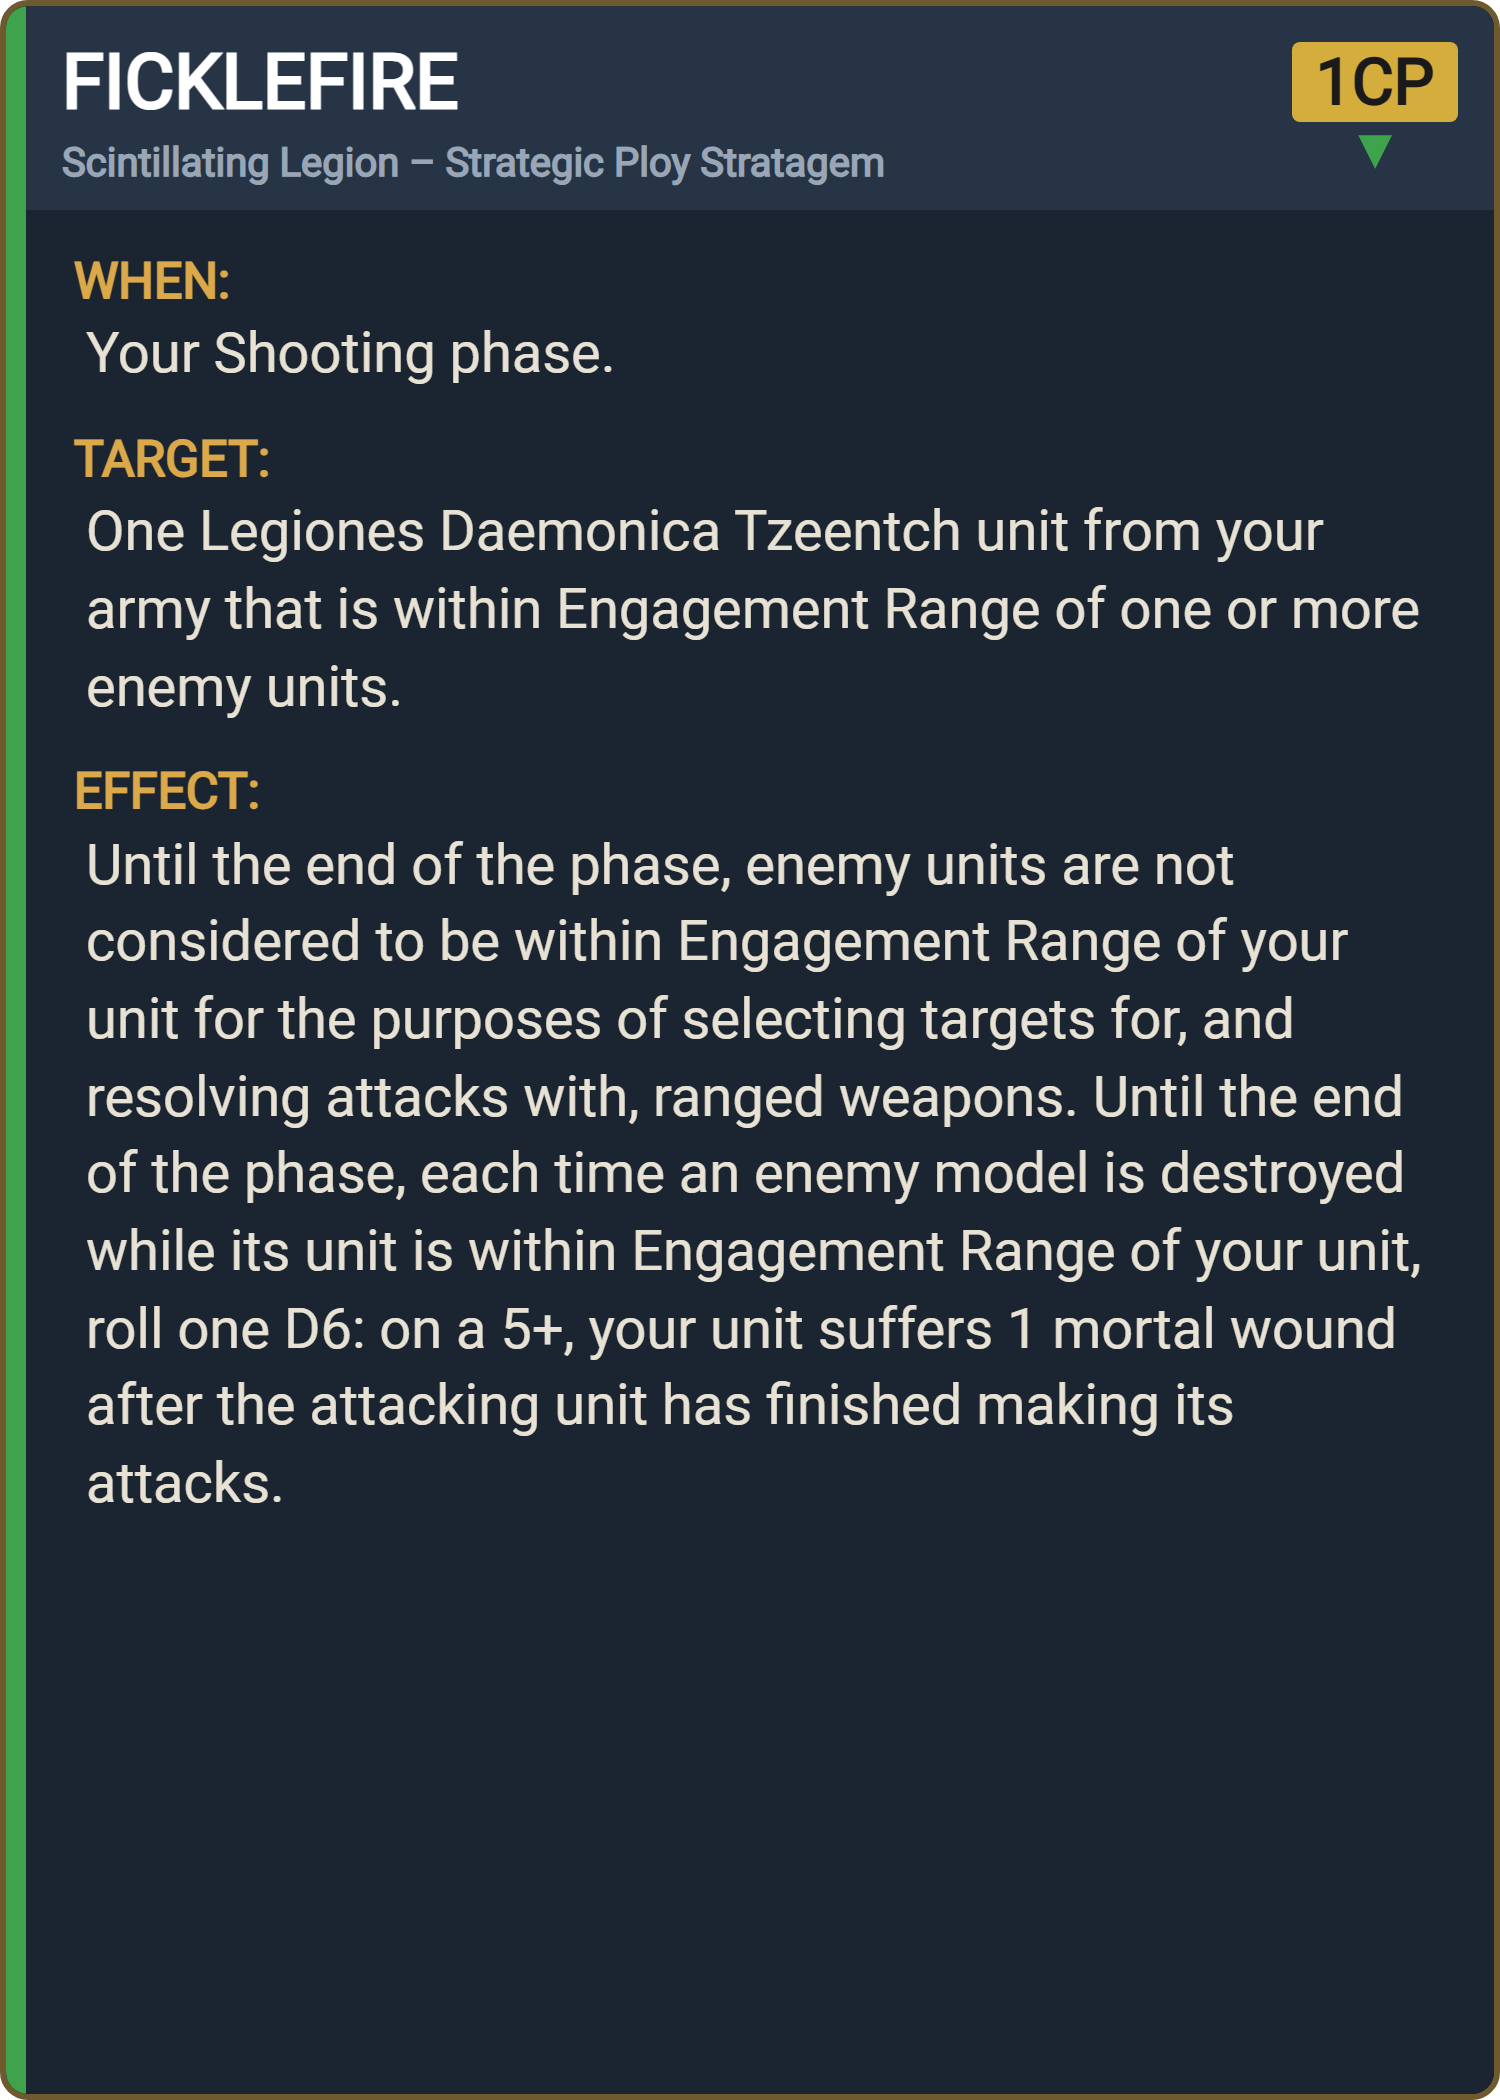 FICKLEFIRE
1CP
Scintillating Legion – Strategic Ploy Stratagem
WHEN:
Your Shooting phase.
TARGET:
One Legiones Daemonica Tzeentch unit from your
army that is within Engagement Range of one or more
enemy units.
EFFECT:
Until the end of the phase, enemy units are not
considered to be within Engagement Range of your
unit for the purposes of selecting targets for, and
resolving attacks with, ranged weapons. Until the end
of the phase, each time an enemy model is destroyed
while its unit is within Engagement Range of your unit,
roll one D6: on a 5+, your unit suffers 1 mortal wound
after the attacking unit has finished making its
attacks.